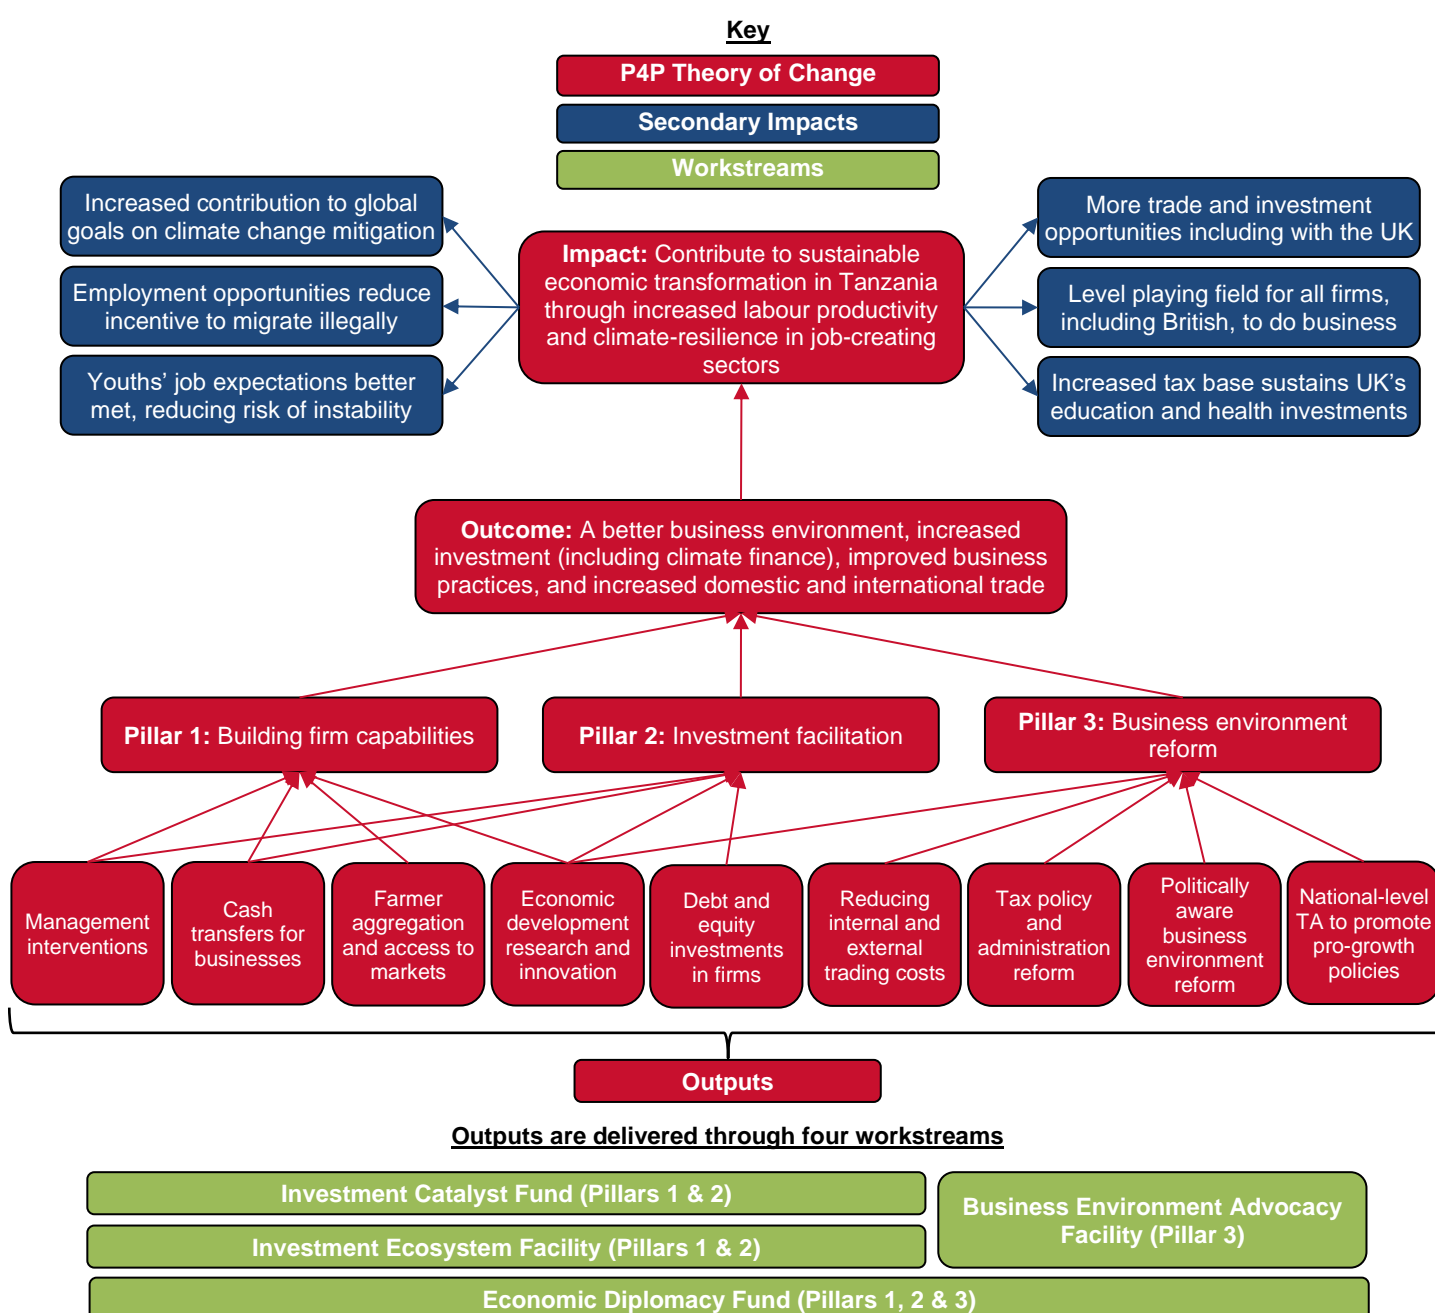 Key
P4P Theory of Change
Secondary Impacts
Workstreams
Increased contribution to global
goals on climate change mitigation
Employment opportunities reduce
incentive to migrate illegally
Youths’ job expectations better
met, reducing risk of instability
Impact: Contribute to sustainable
economic transformation in Tanzania
through increased labour productivity
and climate-resilience in job-creating
sectors
More trade and investment
opportunities including with the UK
Level playing field for all firms,
including British, to do business
Increased tax base sustains UK’s
education and health investments
Outcome: A better business environment, increased
investment (including climate finance), improved business
practices, and increased domestic and international trade
Pillar 1: Building firm capabilities
Pillar 2: Investment facilitation
Pillar 3: Business environment
reform
Management
interventions
Cash
transfers for
businesses
Farmer
aggregation
and access to
markets
Economic
development
research and
innovation
Debt and
equity
investments
in firms
Reducing
internal and
external
trading costs
Tax policy
and
administration
reform
Politically
aware
business
environment
reform
National-level
TA to promote
pro-growth
policies
Outputs
Outputs are delivered through four workstreams
Investment Catalyst Fund (Pillars 1 & 2)
Investment Ecosystem Facility (Pillars 1 & 2)
Business Environment Advocacy
Facility (Pillar 3)
Economic Diplomacy Fund (Pillars 1, 2 & 3)